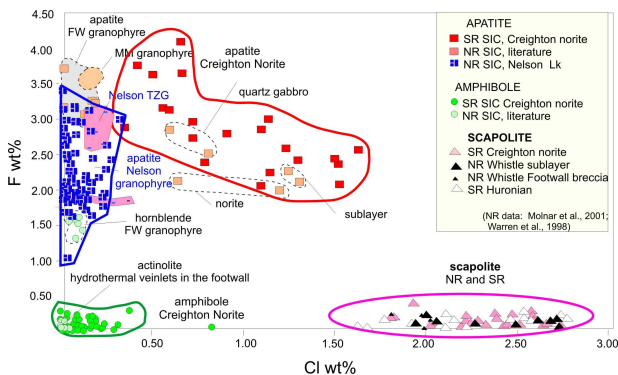 4.50
4.00
3.50
3.00
2.50
2.00
1.50
1.00
0.50
F wt%
0.50
1.00
1.50
2.00
2.50
3.00
Cl wt%
apatite
FW granophyre
MM granophyre
apatite
Creighton Norite
quartz gabbro
Nelson TZG
apatite
Nelson
granophyre
norite
sublayer
hornblende
FW granophyre
actinolite
hydrothermal veinlets in the footwall
amphibole
Creighton Norite
scapolite
NR and SR
APATITE
SR SIC, Creighton norite
NR SIC, literature
NR SIC, Nelson Lk
AMPHIBOLE
SR SIC Creighton norite
NR SIC, literature
SCAPOLITE
SR Creighton norite
NR Whistle sublayer
NR Whistle Footwall breccia
SR Huronian
(NR data: Molnar et al., 2001;
Warren et al., 1998)